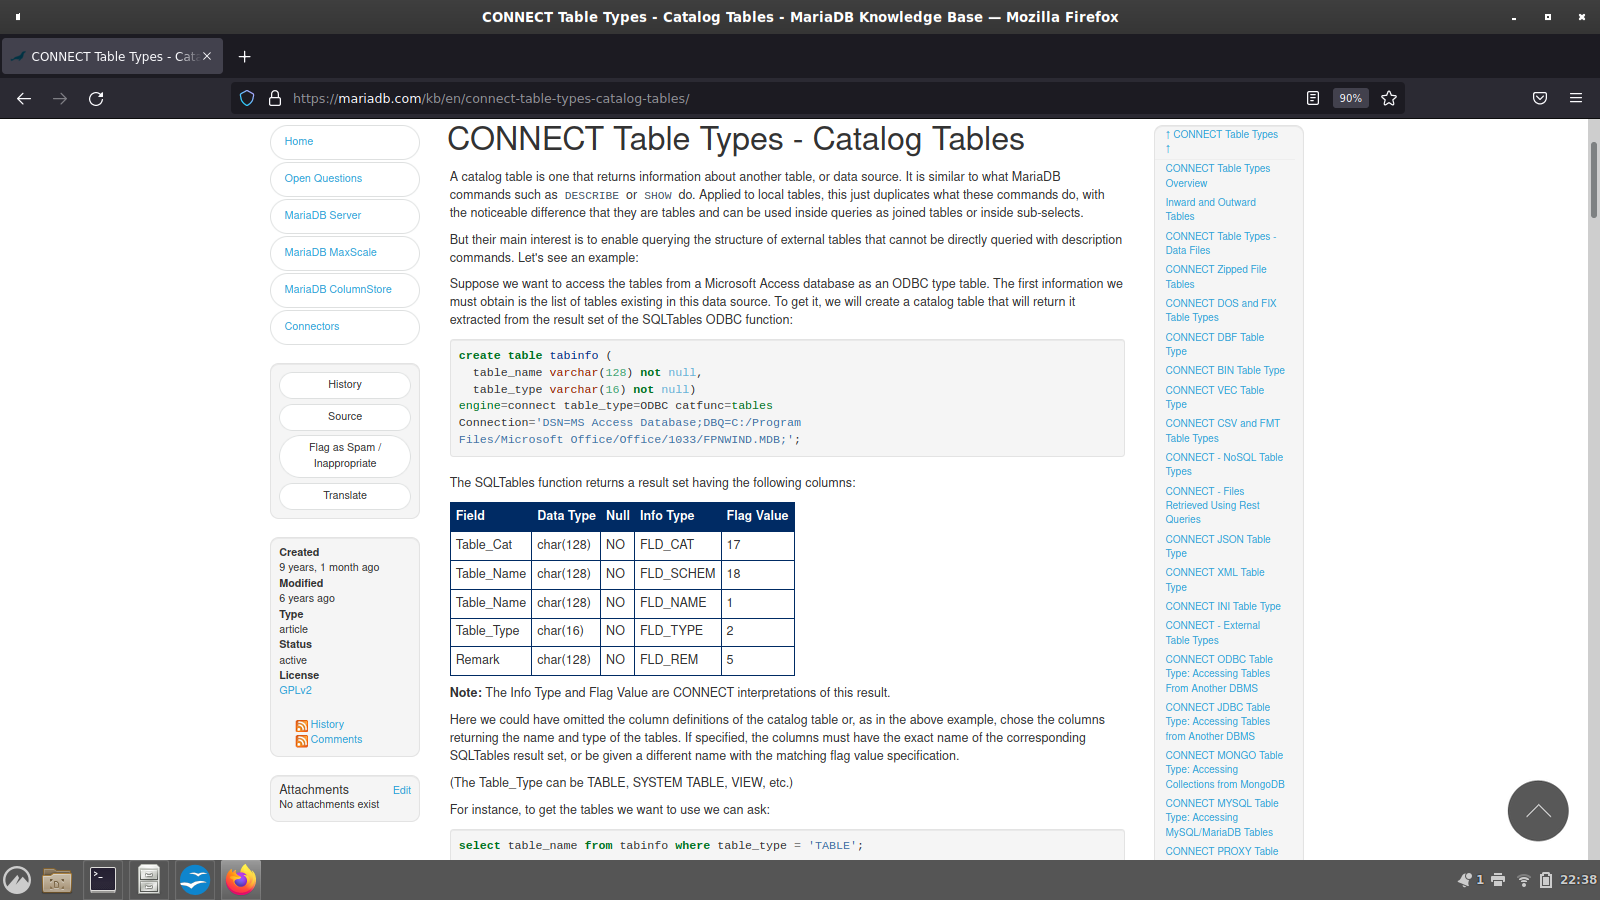 CONNECT Table Types - Catalog Tables - MariaDB Knowledge Base — Mozilla Firefox
CONNECT Table Types - Cat
https://mariadb.com/kb/en/connect-table-types-catalog-tables/
90%
Home
Open Questions
MariaDB Server
MariaDB MaxScale
MariaDB ColumnStore
Connectors
History
Source
Flag as Spam /
Inappropriate
Translate
Created
9 years, 1 month ago
Modified
6 years ago
Type
article
Status
active
License
GPLv2
History
Comments
Attachments Edit
No attachments exist
CONNECT Table Types - Catalog Tables
A catalog table is one that returns information about another table, or data source. It is similar to what MariaDB
commands such as DESCRIBE or SHOW do. Applied to local tables, this just duplicates what these commands do, with
the noticeable difference that they are tables and can be used inside queries as joined tables or inside sub-selects.
But their main interest is to enable querying the structure of external tables that cannot be directly queried with description
commands. Let's see an example:
Suppose we want to access the tables from a Microsoft Access database as an ODBC type table. The first information we
must obtain is the list of tables existing in this data source. To get it, we will create a catalog table that will return it
extracted from the result set of the SQLTables ODBC function:
create table tabinfo (
table_name varchar(128) not null,
table_type varchar(16) not null)
engine=connect table_type=ODBC catfunc=tables
Connection='DSN=MS Access Database;DBQ=C:/Program
Files/Microsoft Office/Office/1033/FPNWIND.MDB;';
The SQLTables function returns a result set having the following columns:
Field Data Type Null Info Type Flag Value
Table_Cat char(128) NO FLD_CAT 17
Table_Name char(128) NO FLD_SCHEM 18
Table_Name char(128) NO FLD_NAME 1
Table_Type char(16) NO FLD_TYPE 2
Remark char(128) NO FLD_REM 5
Note: The Info Type and Flag Value are CONNECT interpretations of this result.
Here we could have omitted the column definitions of the catalog table or, as in the above example, chose the columns
returning the name and type of the tables. If specified, the columns must have the exact name of the corresponding
SQLTables result set, or be given a different name with the matching flag value specification.
(The Table_Type can be TABLE, SYSTEM TABLE, VIEW, etc.)
For instance, to get the tables we want to use we can ask:
select table_name from tabinfo where table_type = 'TABLE';
↑ CONNECT Table Types
↑
CONNECT Table Types
Overview
Inward and Outward
Tables
CONNECT Table Types -
Data Files
CONNECT Zipped File
Tables
CONNECT DOS and FIX
Table Types
CONNECT DBF Table
Type
CONNECT BIN Table Type
CONNECT VEC Table
Type
CONNECT CSV and FMT
Table Types
CONNECT - NoSQL Table
Types
CONNECT - Files
Retrieved Using Rest
Queries
CONNECT JSON Table
Type
CONNECT XML Table
Type
CONNECT INI Table Type
CONNECT - External
Table Types
CONNECT ODBC Table
Type: Accessing Tables
From Another DBMS
CONNECT JDBC Table
Type: Accessing Tables
from Another DBMS
CONNECT MONGO Table
Type: Accessing
Collections from MongoDB
CONNECT MYSQL Table
Type: Accessing
MySQL/MariaDB Tables
CONNECT PROXY Table
1
22:38